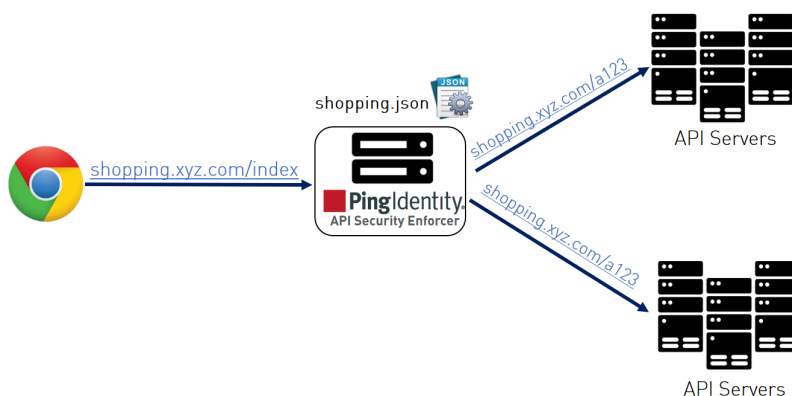 JSON
shopping.json
shopping.xyz.com/index
PingIdentity.
API Security Enforcer
shopping.xyz.com/a123
API Servers
shopping.xyz.com/a123
API Servers